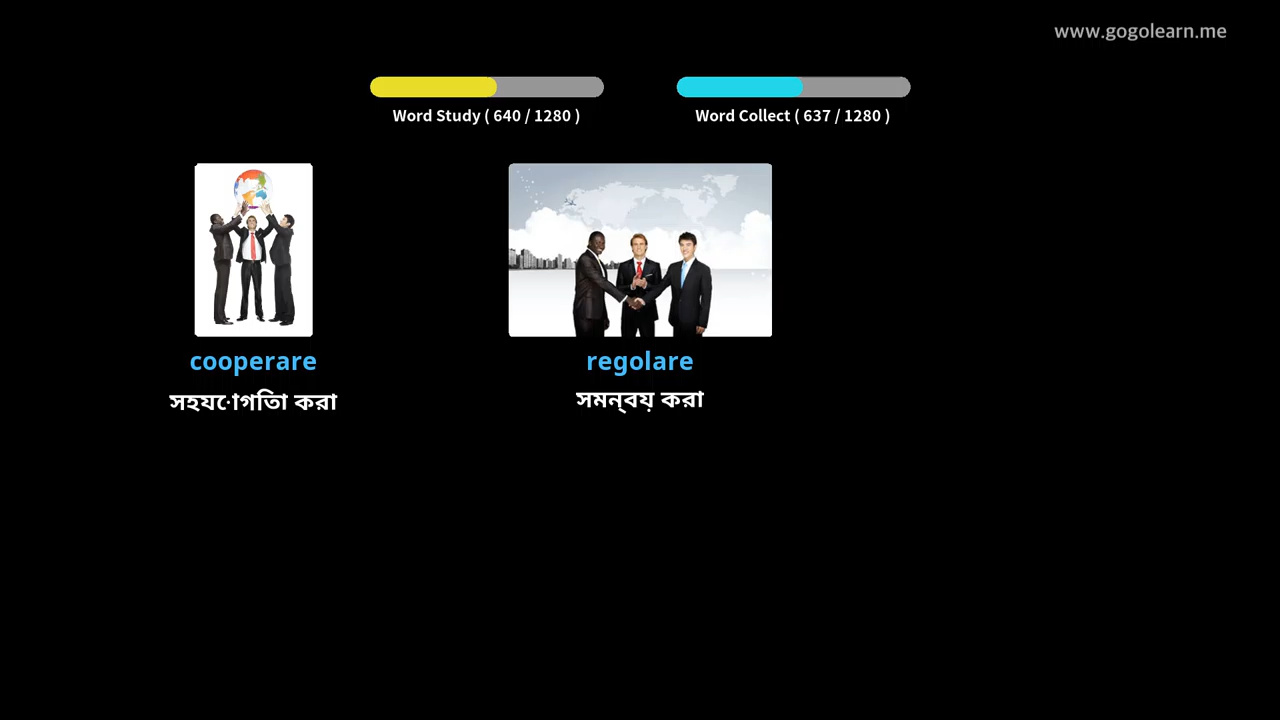 www.gogolearn.me
Word Study ( 640 / 1280 )
Word Collect ( 637 / 1280 )
cooperare
regolare
সহযোগিতা করা
সমন্বয় করা